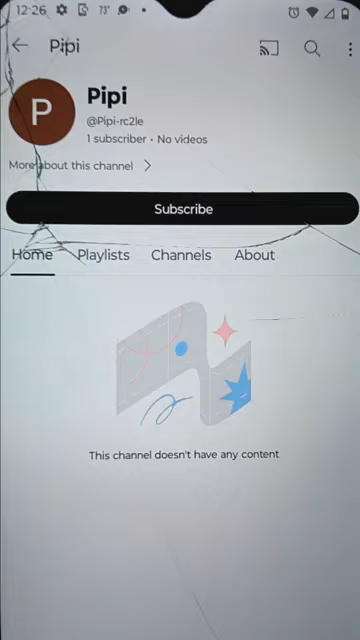 12:26 73°
Pipi
P
Pipi
@Pipi-rc2le
1 subscriber • No videos
More about this channel
Subscribe
Home Playlists Channels About
This channel doesn't have any content